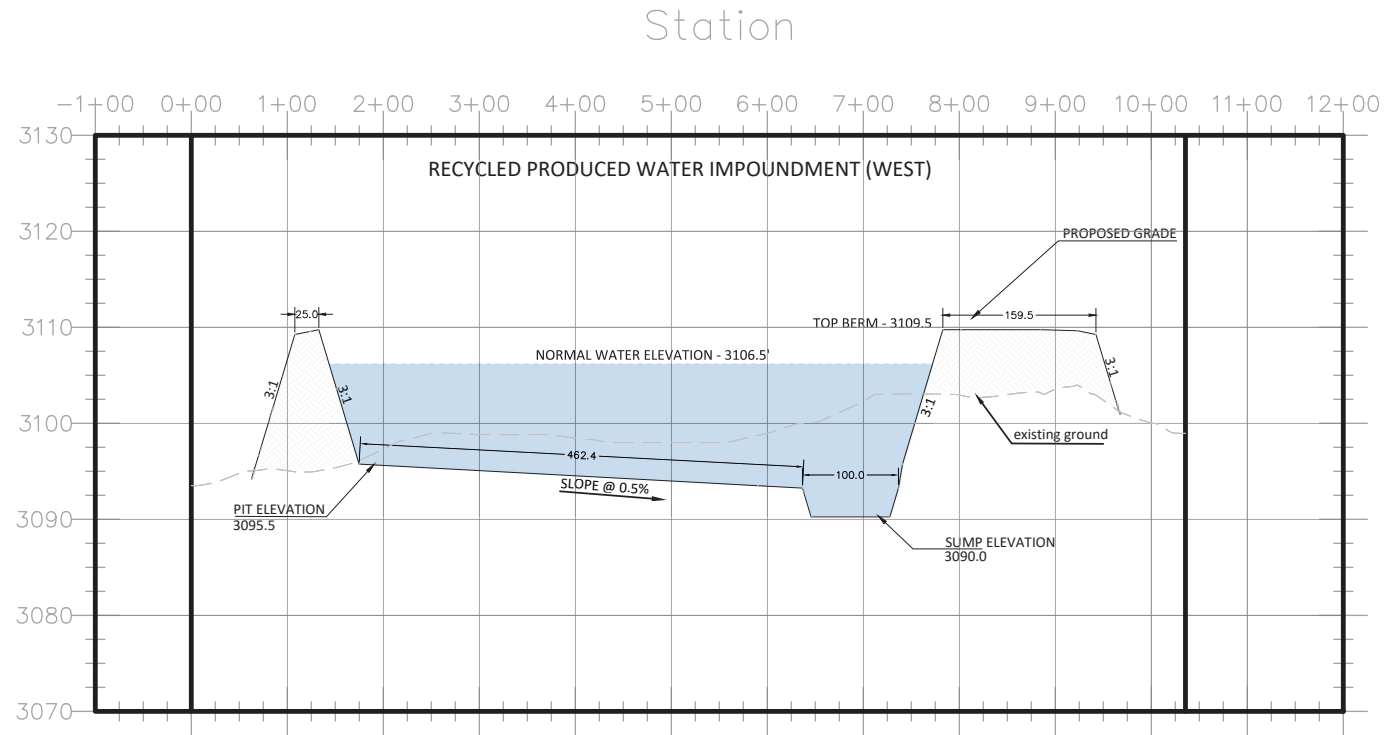 Station
−1+00 0+00 1+00 2+00 3+00 4+00 5+00 6+00 7+00 8+00 9+00 10+00 11+00 12+00
3130
RECYCLED PRODUCED WATER IMPOUNDMENT (WEST)
3120
PROPOSED GRADE
25.0
159.5
3110
TOP BERM - 3109.5
NORMAL WATER ELEVATION - 3106.5'
3:1
3:1
3:1
3:1
3100
existing ground
462.4
100.0
SLOPE @ 0.5%
PIT ELEVATION
3095.5
3090
SUMP ELEVATION
3090.0
3080
3070